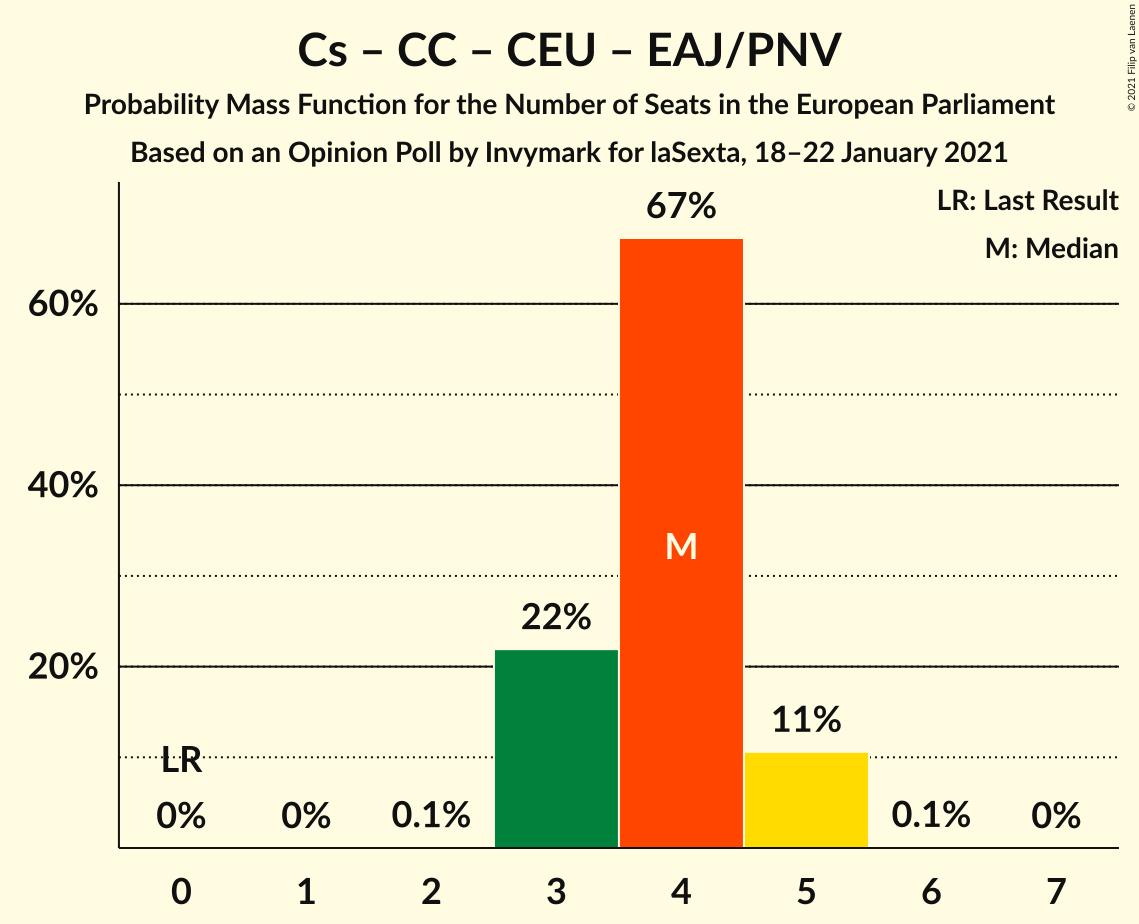 Cs – CC – CEU – EAJ/PNV
Probability Mass Function for the Number of Seats in the European Parliament
Based on an Opinion Poll by Invymark for laSexta, 18–22 January 2021
© 2021 Filip van Laenen
LR: Last Result
M: Median
67%
60%
40%
M
22%
20%
11%
LR
0% 0% 0.1% 0.1% 0%
0 1 2 3 4 5 6 7